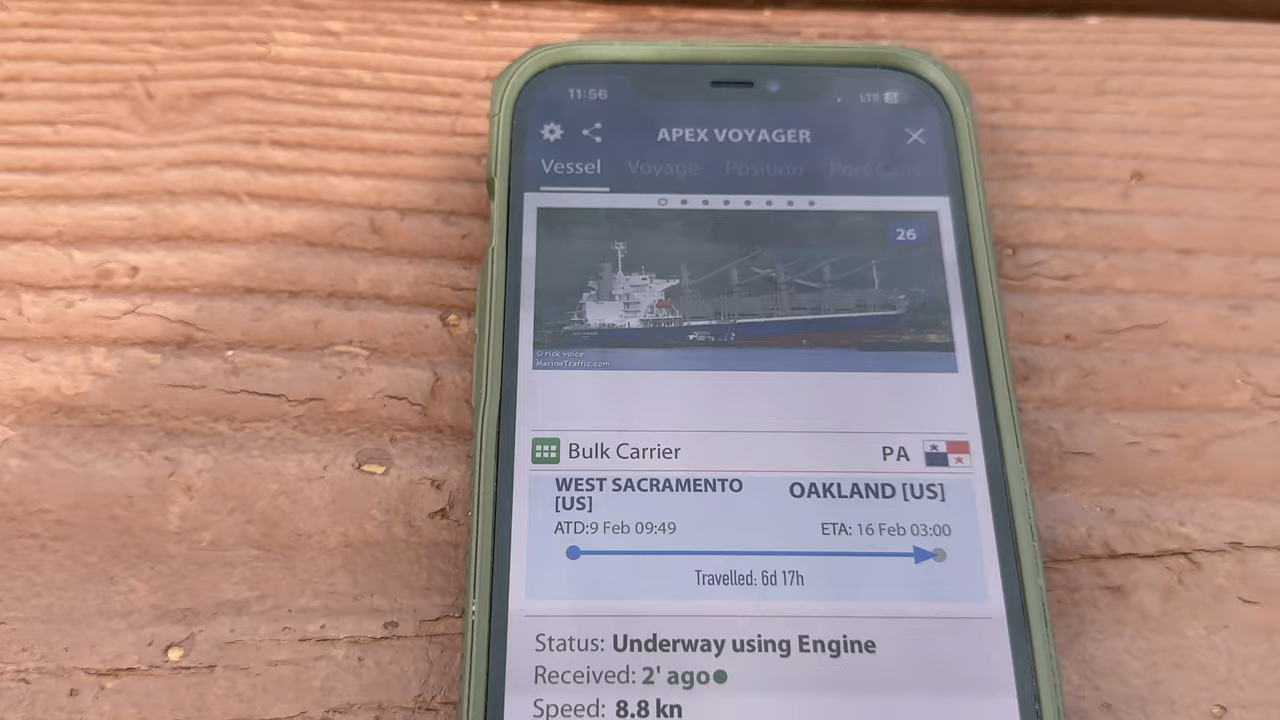 11:56
LTE
APEX VOYAGER
Vessel Voyage Position Port Calls
26
© rick voice
MarineTraffic.com
Bulk Carrier PA
WEST SACRAMENTO [US]
OAKLAND [US]
ATD:9 Feb 09:49
ETA: 16 Feb 03:00
Travelled: 6d 17h
Status: Underway using Engine
Received: 2' ago
Speed: 8.8 kn